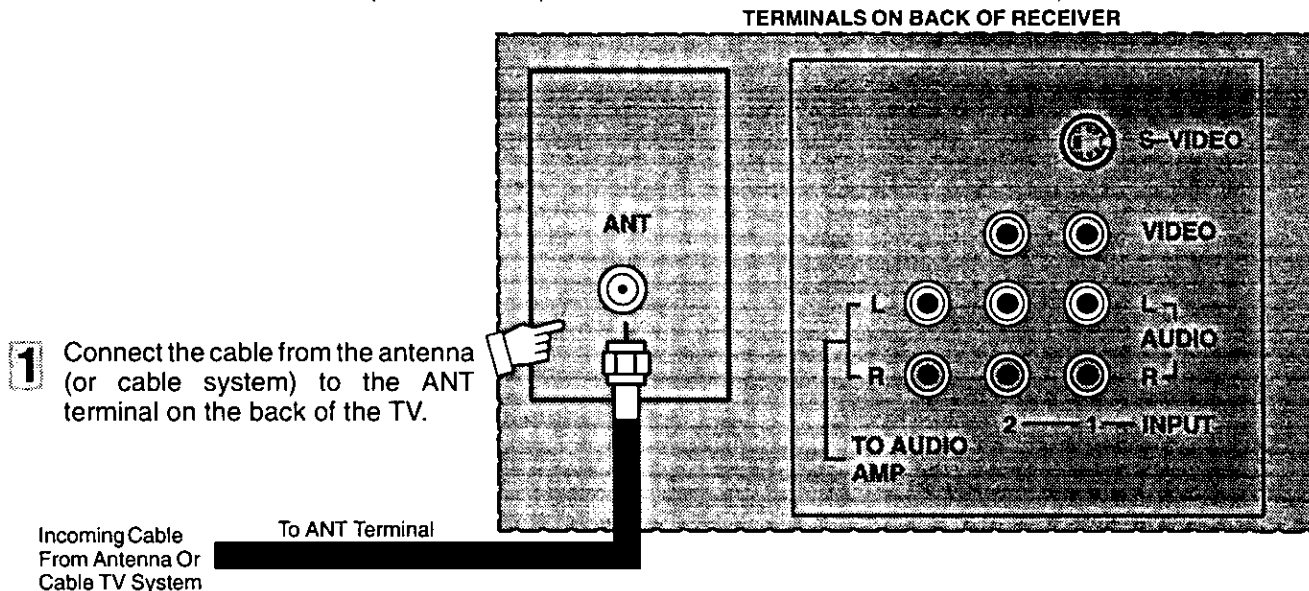 TERMINALS ON BACK OF RECEIVER
S-VIDEO
ANT
VIDEO
L
L
AUDIO
R
R
2 1 INPUT
TO AUDIO
AMP
1 Connect the cable from the antenna
(or cable system) to the ANT
terminal on the back of the TV.
Incoming Cable
From Antenna Or
Cable TV System
To ANT Terminal